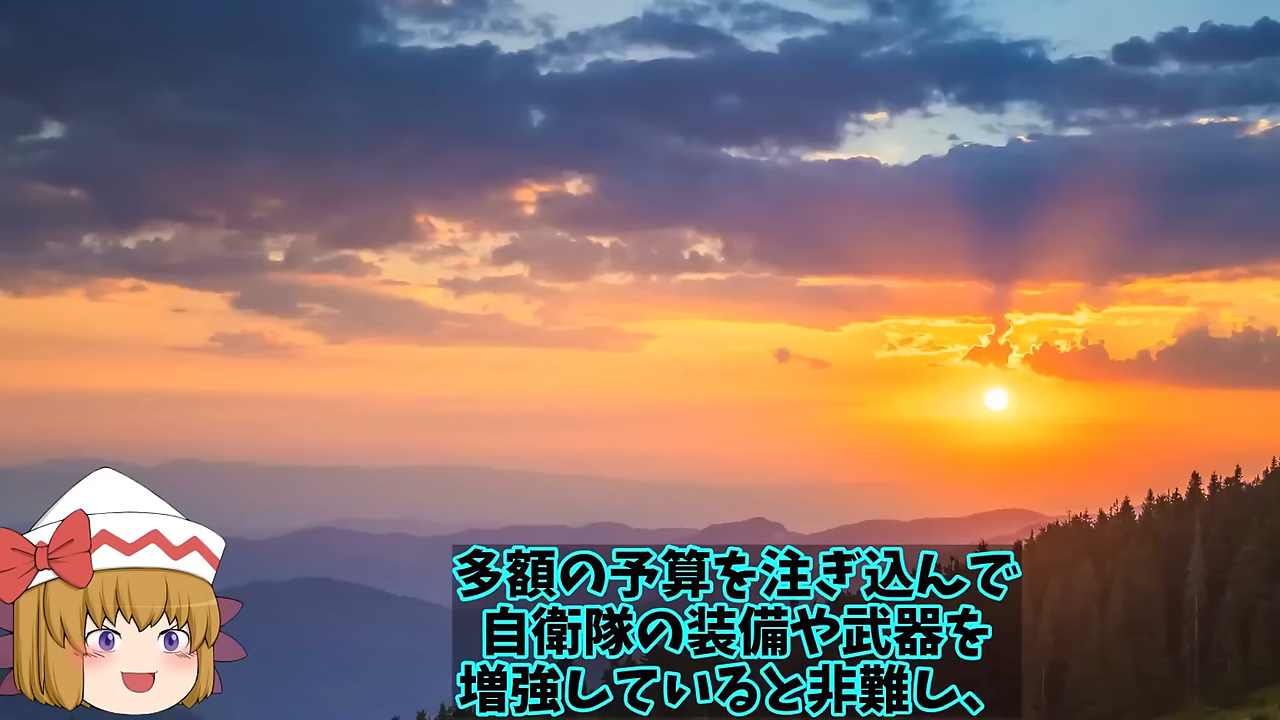 多額の予算を注ぎ込んで
自衛隊の装備や武器を
増強していると非難し、